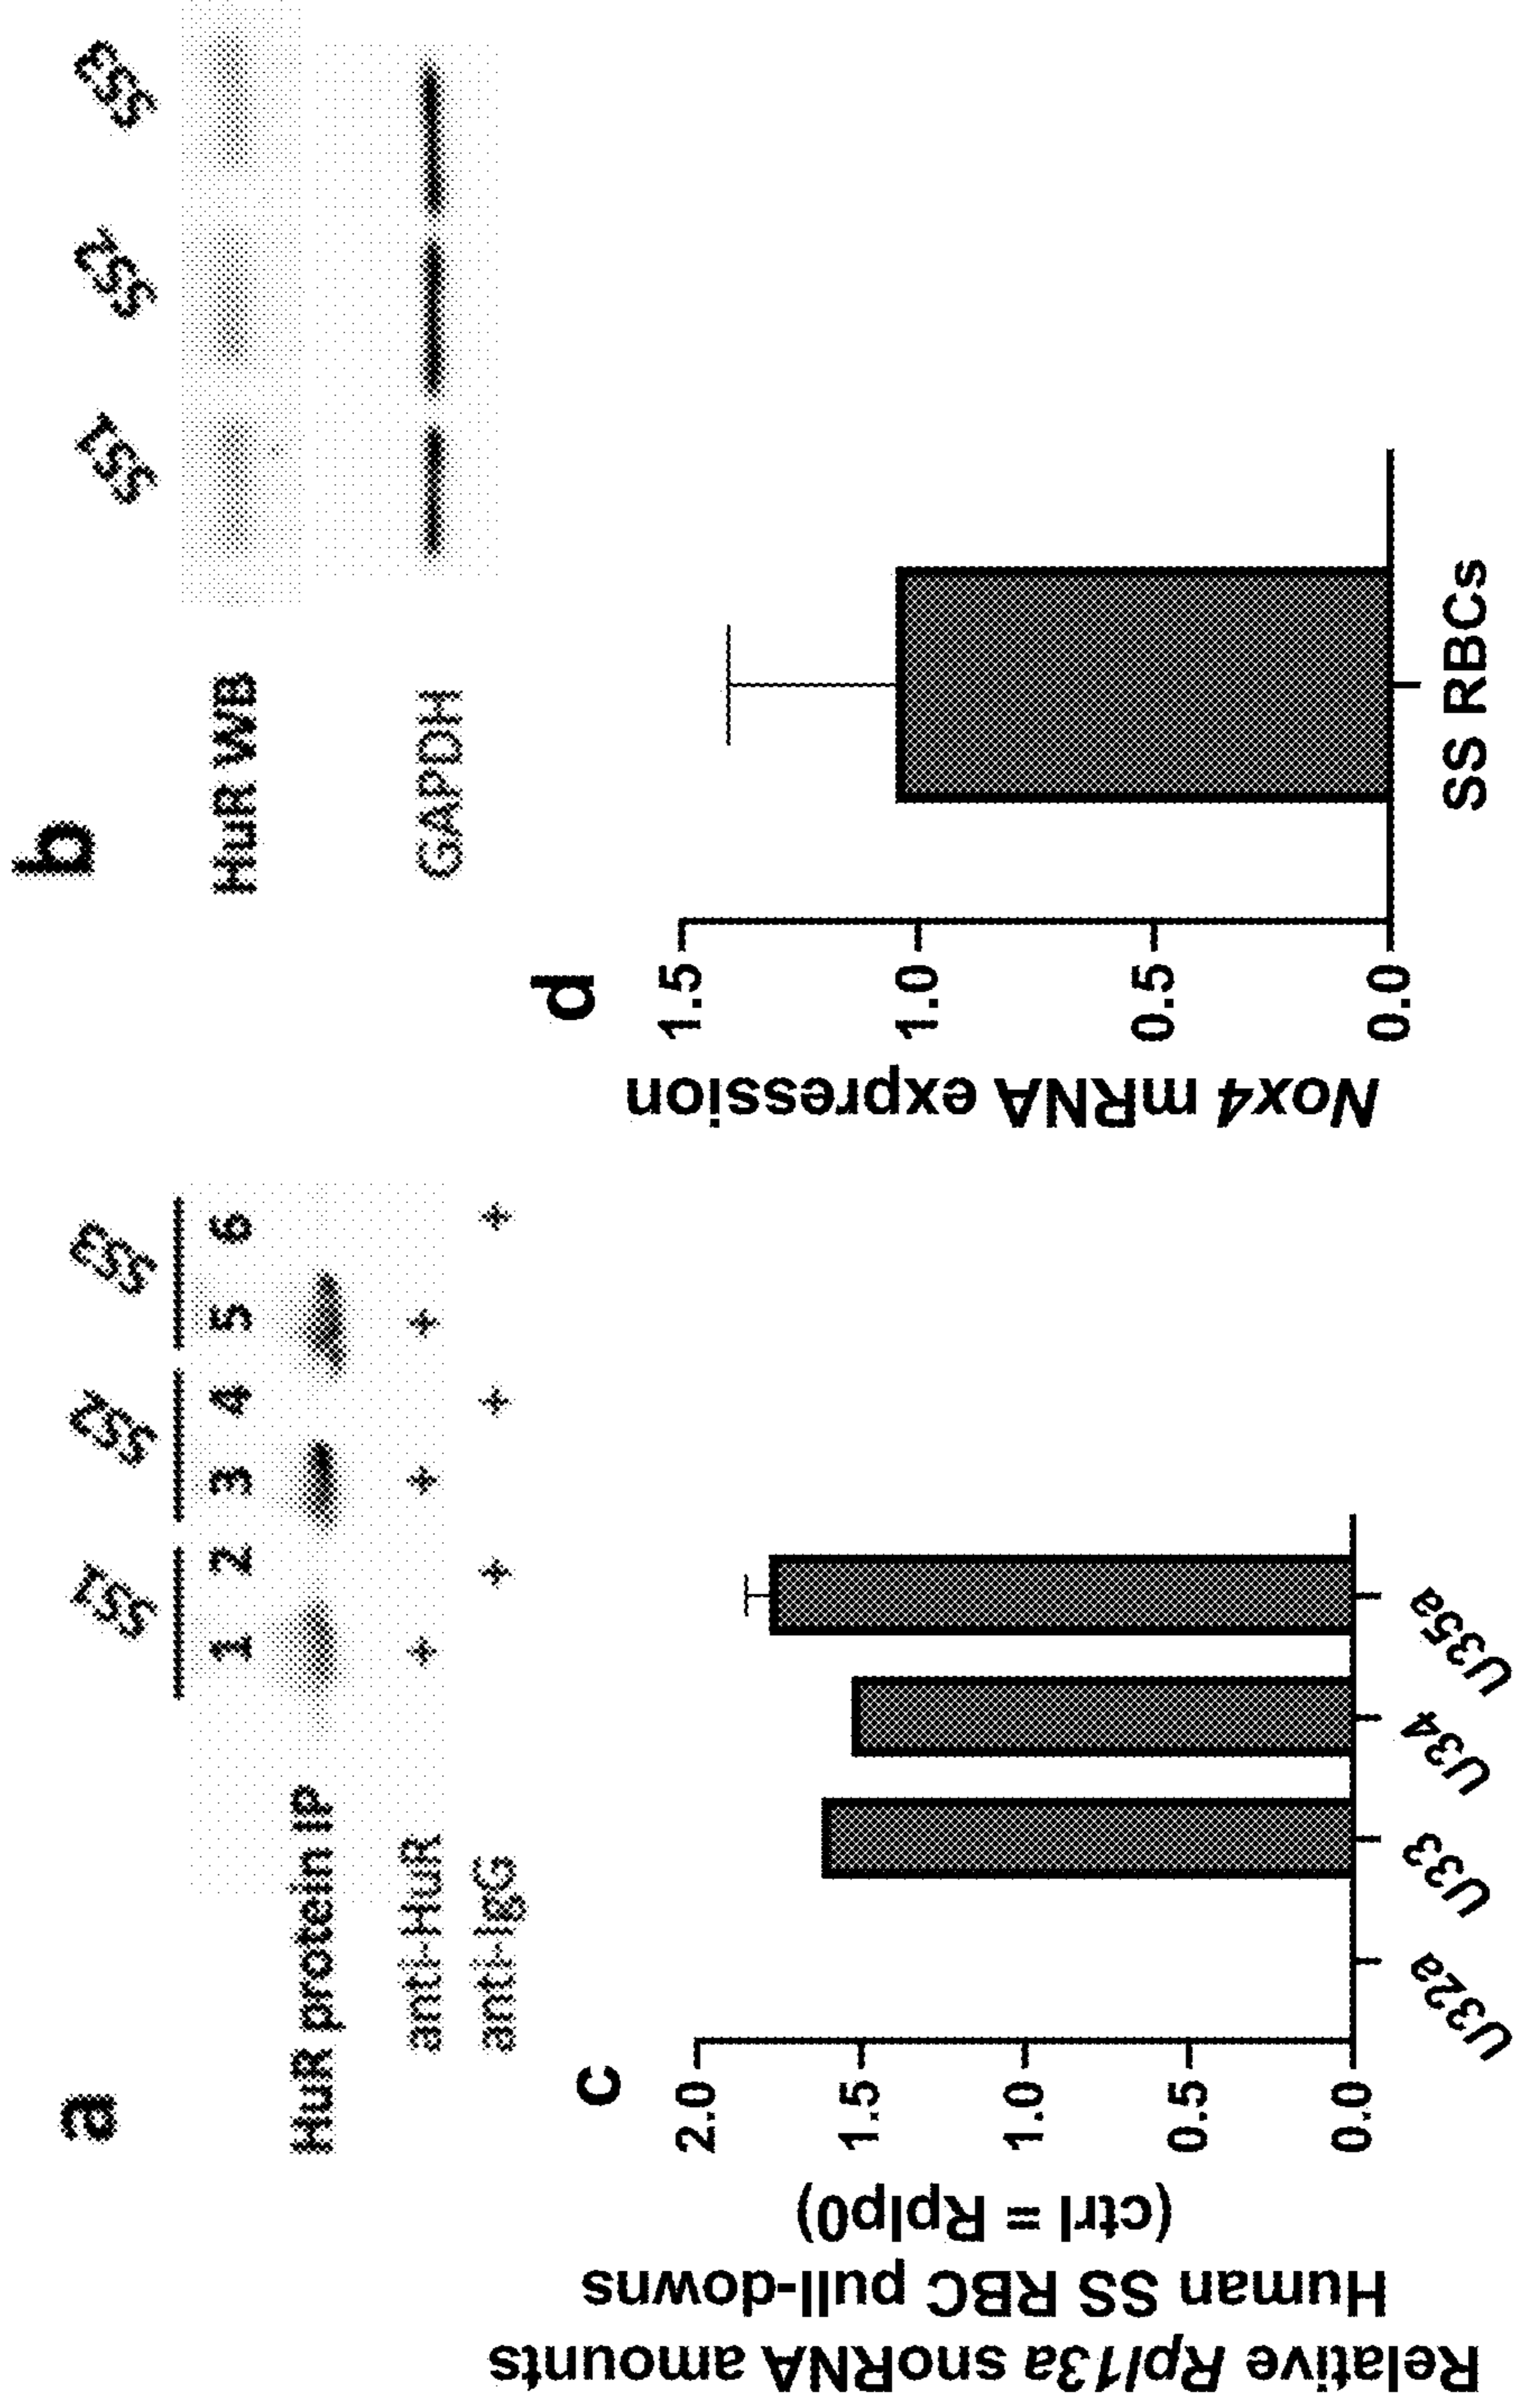 a
SS1 SS2 SS3
1 2 3 4 5 6
HuR protein IP
anti-HuR + + +
anti-IgG + + +
b
SS1 SS2 SS3
HuR WB
GAPDH
c
Relative Rpl13a snoRNA amounts
Human SS RBC pull-downs
(ctrl = Rplp0)
2.0
1.5
1.0
0.5
0.0
U32a U33 U34 U35a
d
Nox4 mRNA expression
1.5
1.0
0.5
0.0
SS RBCs